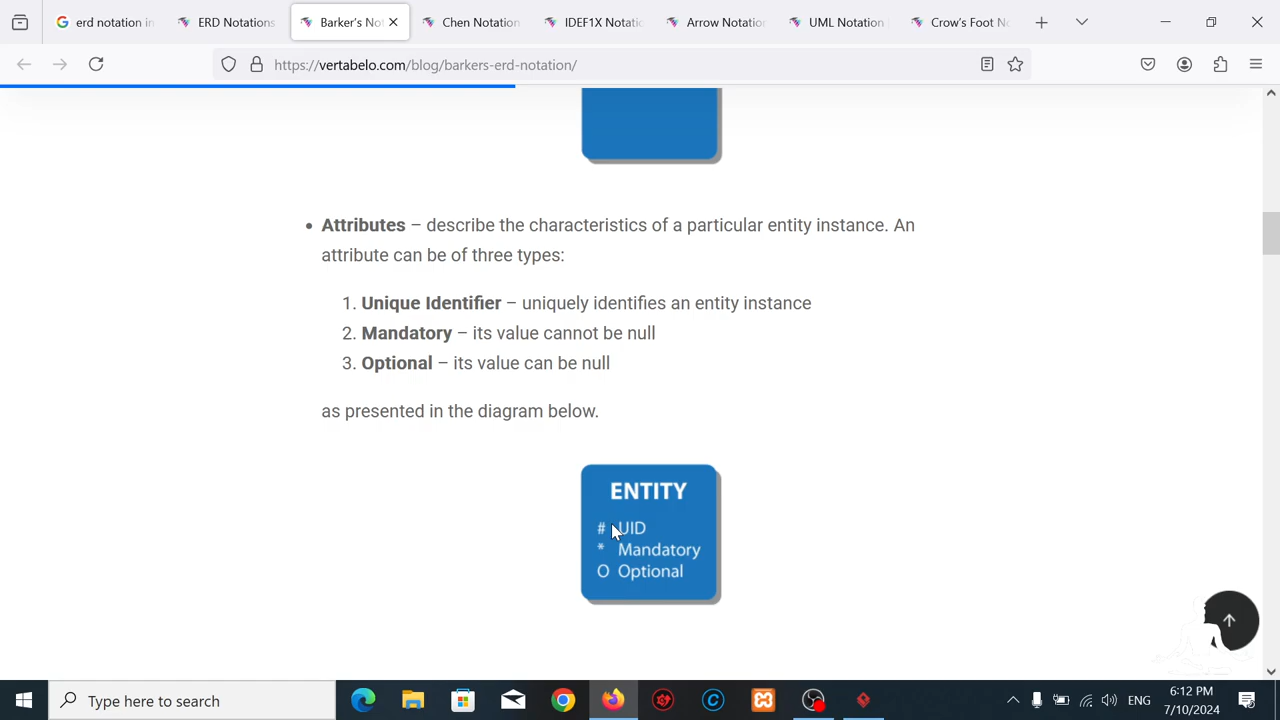 erd notation in
ERD Notations
Barker's Not
Chen Notation
IDEF1X Notatio
Arrow Notation
UML Notation
Crow's Foot No
https://vertabelo.com/blog/barkers-erd-notation/
Attributes – describe the characteristics of a particular entity instance. An
attribute can be of three types:
1. Unique Identifier – uniquely identifies an entity instance
2. Mandatory – its value cannot be null
3. Optional – its value can be null
as presented in the diagram below.
ENTITY
# UID
* Mandatory
O Optional
Type here to search
ENG
6:12 PM
7/10/2024